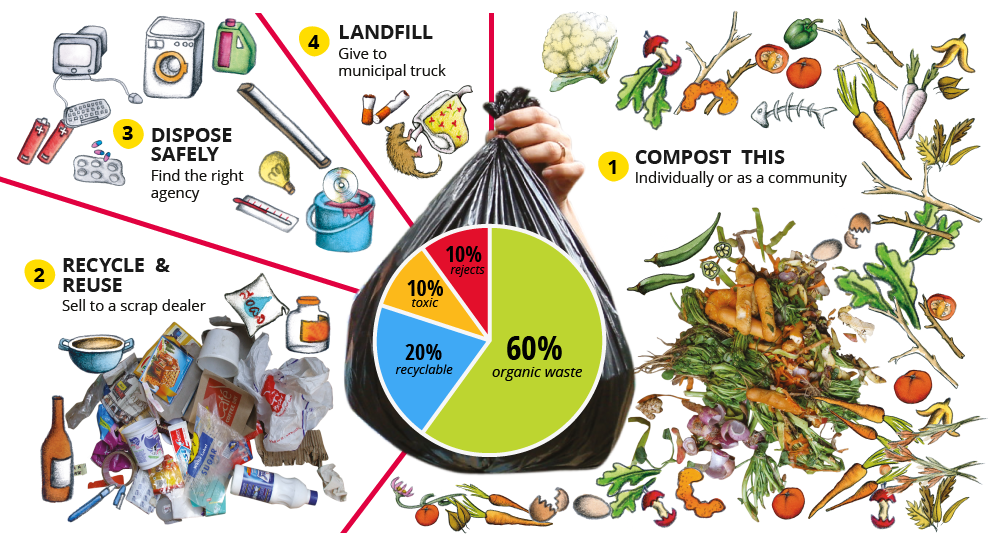 4
LANDFILL
Give to
municipal truck
3
DISPOSE
SAFELY
Find the right
agency
1
COMPOST THIS
Individually or as a community
2
RECYCLE &
REUSE
Sell to a scrap dealer
10%
rejects
10%
toxic
20%
recyclable
60%
organic waste
SUGAR